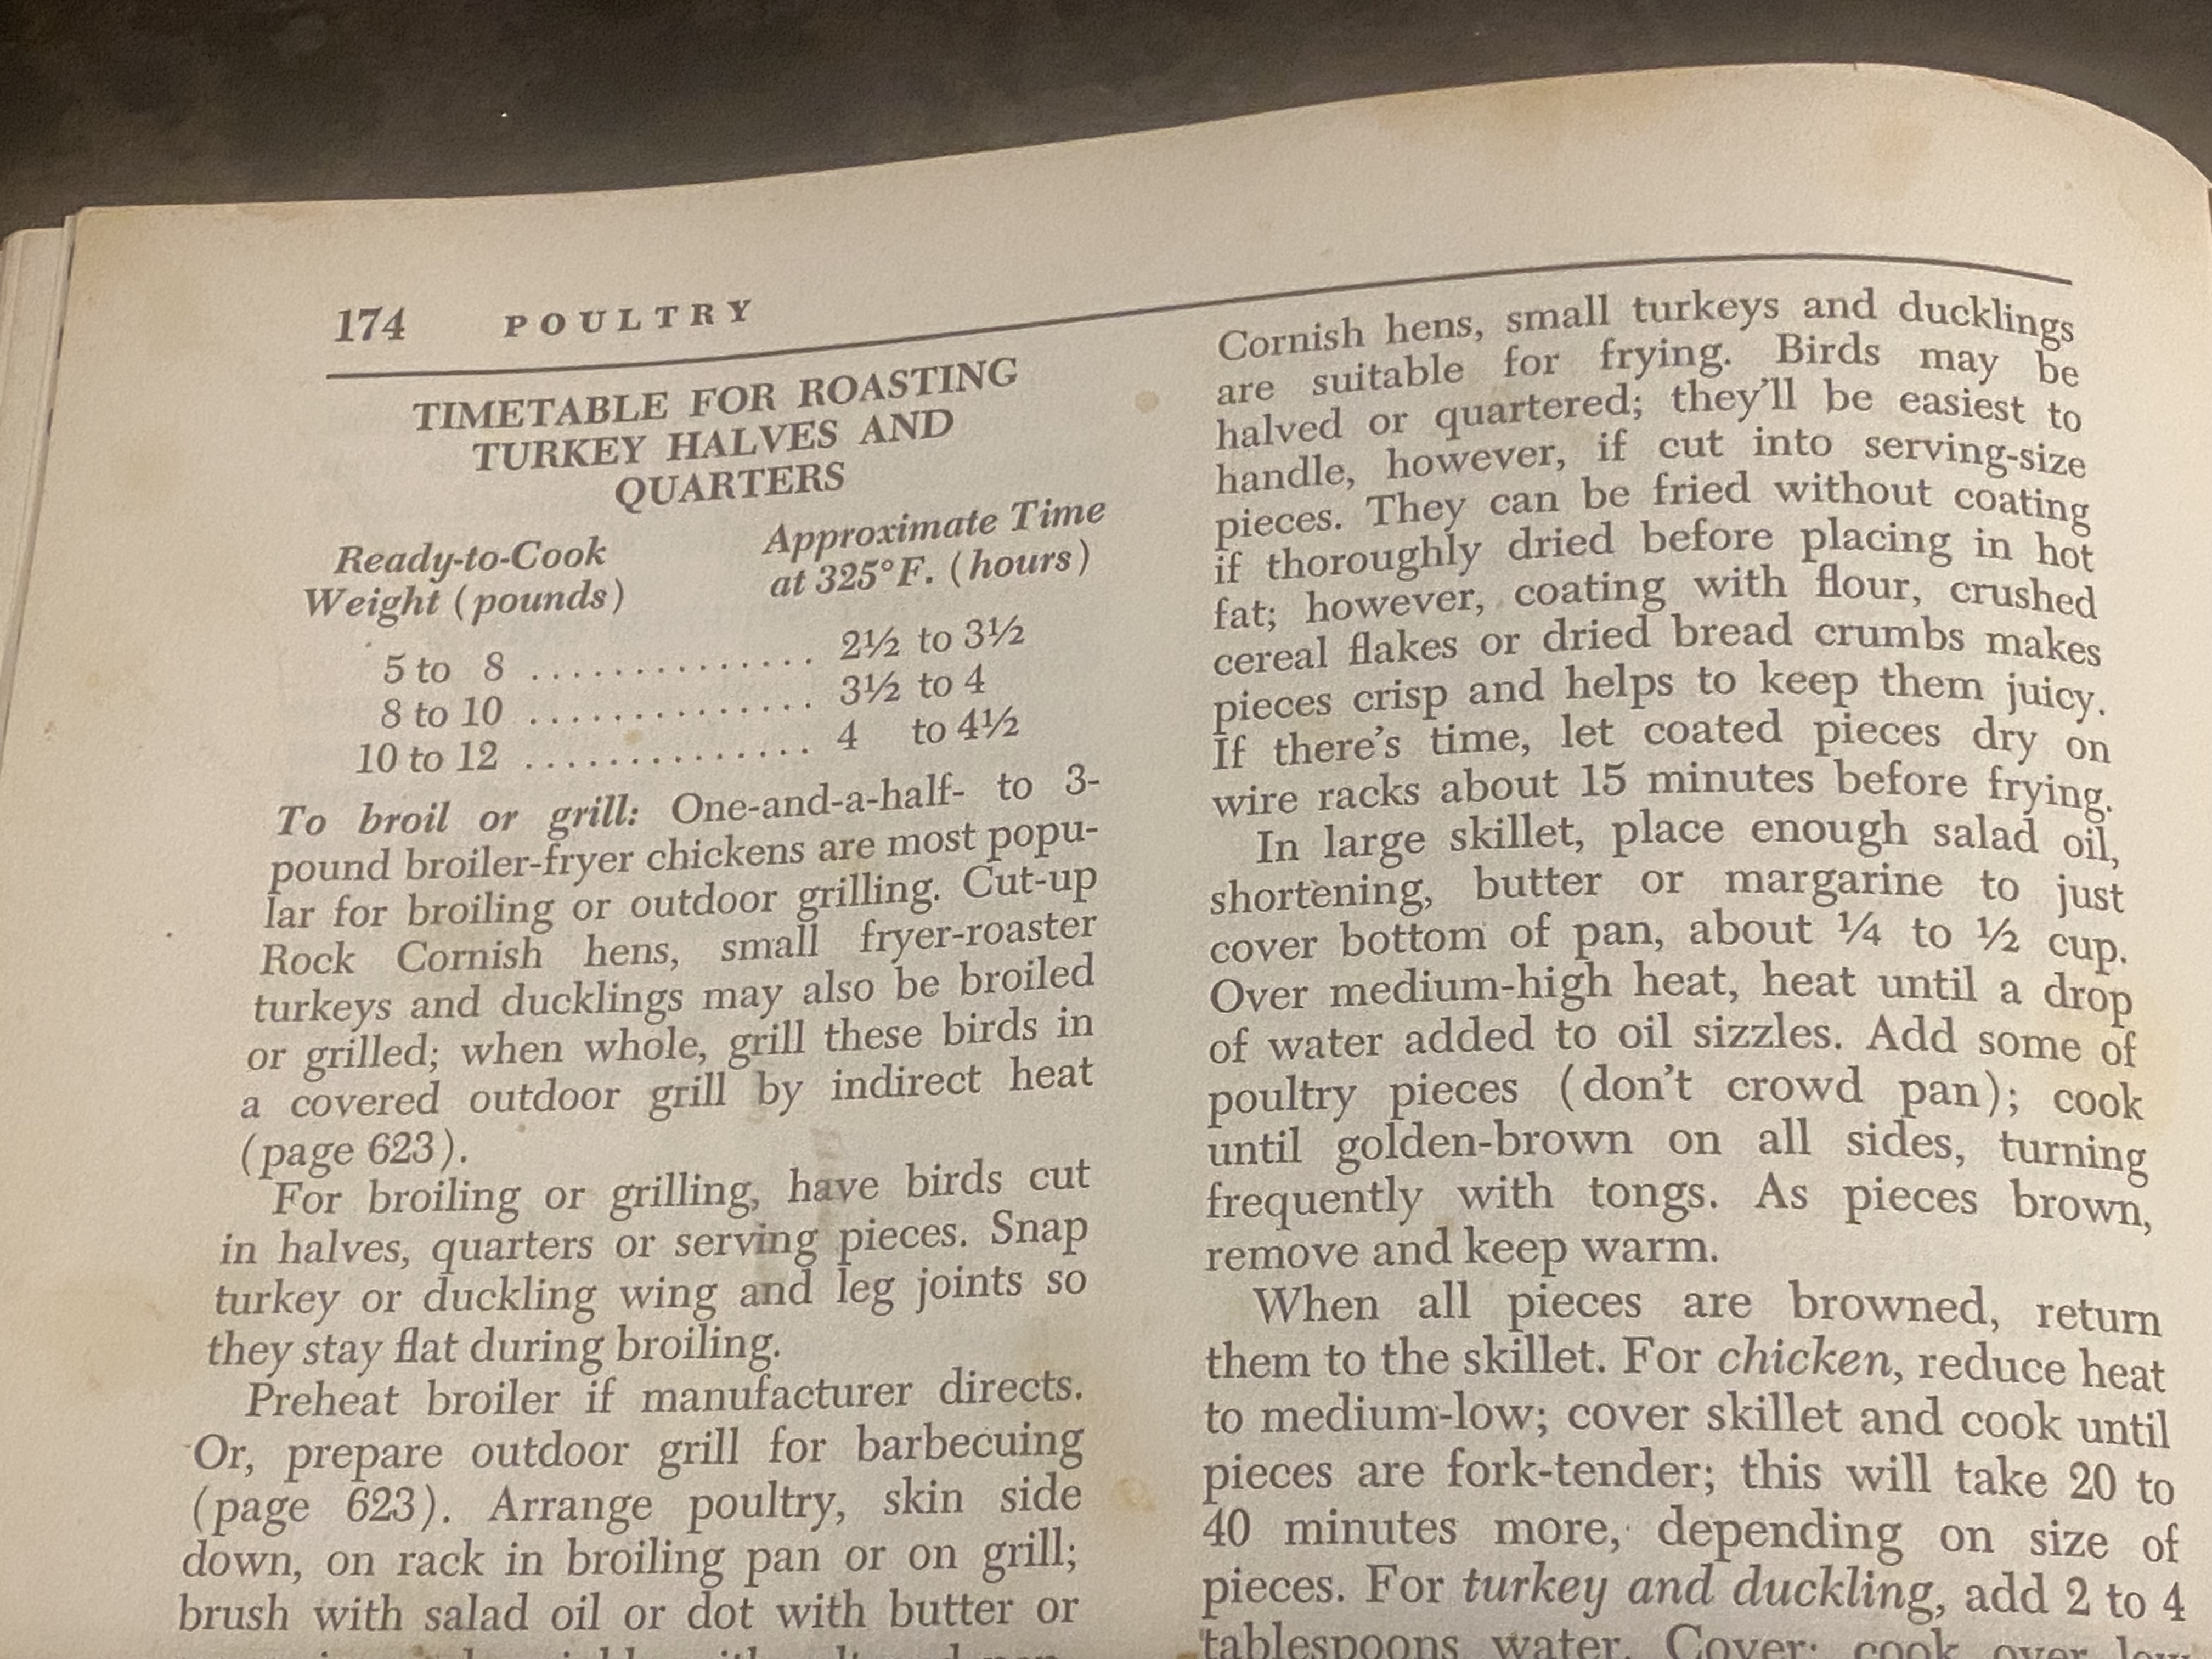 174 POULTRY
TIMETABLE FOR ROASTING
TURKEY HALVES AND
QUARTERS
Ready-to-Cook Approximate Time
Weight (pounds) at 325°F. (hours)
5 to 8 .............. 2½ to 3½
8 to 10 .............. 3½ to 4
10 to 12 .............. 4 to 4½
To broil or grill: One-and-a-half- to 3-
pound broiler-fryer chickens are most popu-
lar for broiling or outdoor grilling. Cut-up
Rock Cornish hens, small fryer-roaster
turkeys and ducklings may also be broiled
or grilled; when whole, grill these birds in
a covered outdoor grill by indirect heat
(page 623).
For broiling or grilling, have birds cut
in halves, quarters or serving pieces. Snap
turkey or duckling wing and leg joints so
they stay flat during broiling.
Preheat broiler if manufacturer directs.
Or, prepare outdoor grill for barbecuing
(page 623). Arrange poultry, skin side
down, on rack in broiling pan or on grill;
brush with salad oil or dot with butter or
Cornish hens, small turkeys and ducklings
are suitable for frying. Birds may be
halved or quartered; they'll be easiest to
handle, however, if cut into serving-size
pieces. They can be fried without coating
if thoroughly dried before placing in hot
fat; however, coating with flour, crushed
cereal flakes or dried bread crumbs makes
pieces crisp and helps to keep them juicy.
If there's time, let coated pieces dry on
wire racks about 15 minutes before frying.
In large skillet, place enough salad oil,
shortening, butter or margarine to just
cover bottom of pan, about ¼ to ½ cup.
Over medium-high heat, heat until a drop
of water added to oil sizzles. Add some of
poultry pieces (don't crowd pan); cook
until golden-brown on all sides, turning
frequently with tongs. As pieces brown,
remove and keep warm.
When all pieces are browned, return
them to the skillet. For chicken, reduce heat
to medium-low; cover skillet and cook until
pieces are fork-tender; this will take 20 to
40 minutes more, depending on size of
pieces. For turkey and duckling, add 2 to 4
tablespoons water. Cover; cook over low